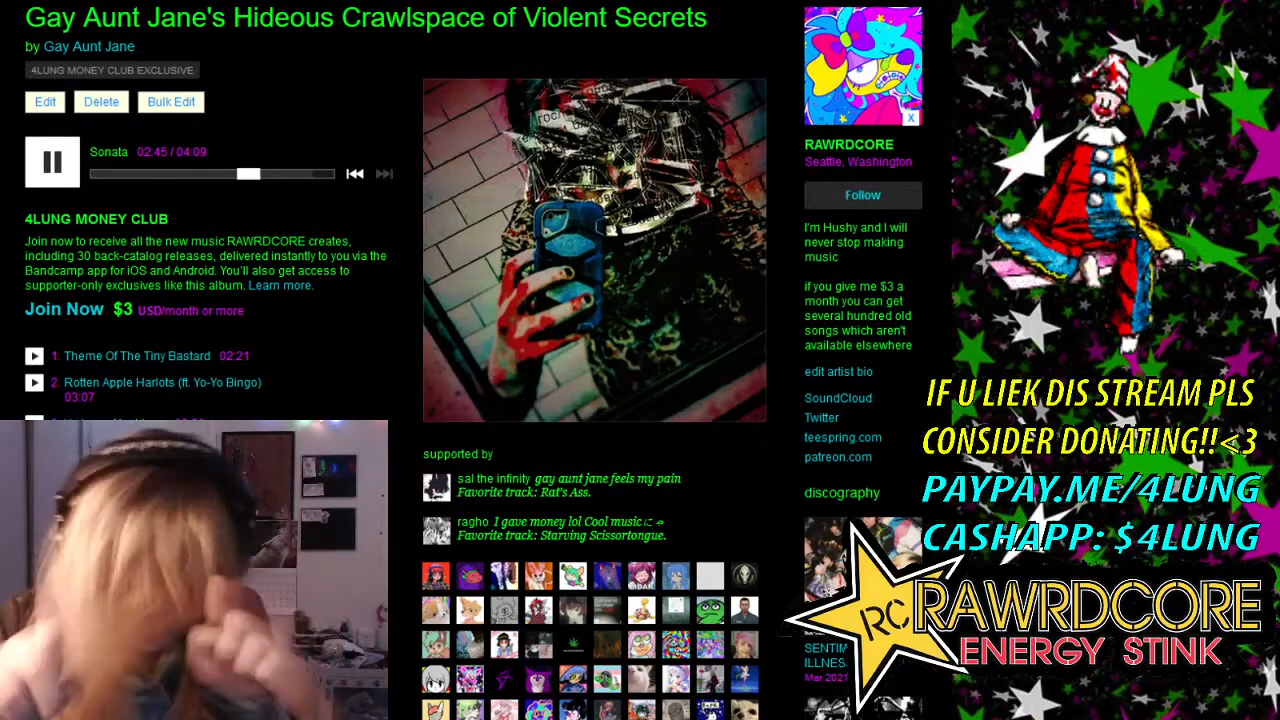 Gay Aunt Jane's Hideous Crawlspace of Violent Secrets
by Gay Aunt Jane
4LUNG MONEY CLUB EXCLUSIVE
Edit
Delete
Bulk Edit
Sonata 02:45 / 04:09
4LUNG MONEY CLUB
Join now to receive all the new music RAWRDCORE creates,
including 30 back-catalog releases, delivered instantly to you via the
Bandcamp app for iOS and Android. You'll also get access to
supporter-only exclusives like this album. Learn more.
Join Now $3 USD/month or more
1. Theme Of The Tiny Bastard 02:21
2. Rotten Apple Harlots (ft. Yo-Yo Bingo)
03:07
supported by
sal the infinity gay aunt jane feels my pain
Favorite track: Rat's Ass.
ragho I gave money lol Cool music
Favorite track: Starving Scissortongue.
X
RAWRDCORE
Seattle, Washington
Follow
I'm Hushy and I will
never stop making
music
if you give me $3 a
month you can get
several hundred old
songs which aren't
available elsewhere
edit artist bio
SoundCloud
Twitter
teespring.com
patreon.com
discography
SENTIM
ILLNES
Mar 2021
IF U LIEK DIS STREAM PLS
CONSIDER DONATING!!<3
PAYPAY.ME/4LUNG
CASHAPP: $4LUNG
RC
RAWRDCORE
ENERGY STINK